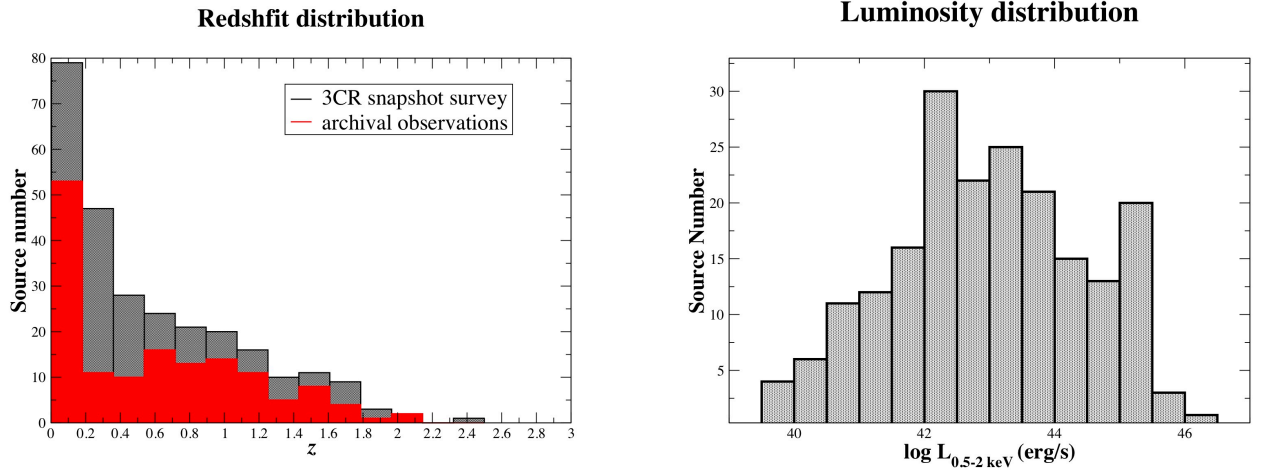 Redshfit distribution
3CR snapshot survey
archival observations
Source number
80
70
60
50
40
30
20
10
0
0 0.2 0.4 0.6 0.8 1 1.2 1.4 1.6 1.8 2 2.2 2.4 2.6 2.8 3
z
Luminosity distribution
Source Number
30
25
20
15
10
5
40 42 44 46
log L0.5-2 keV (erg/s)